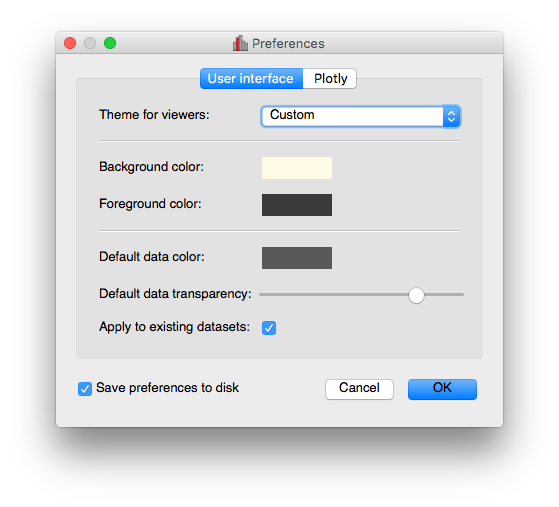 Preferences
User interface Plotly
Theme for viewers: Custom
Background color:
Foreground color:
Default data color:
Default data transparency:
Apply to existing datasets:
Save preferences to disk Cancel OK